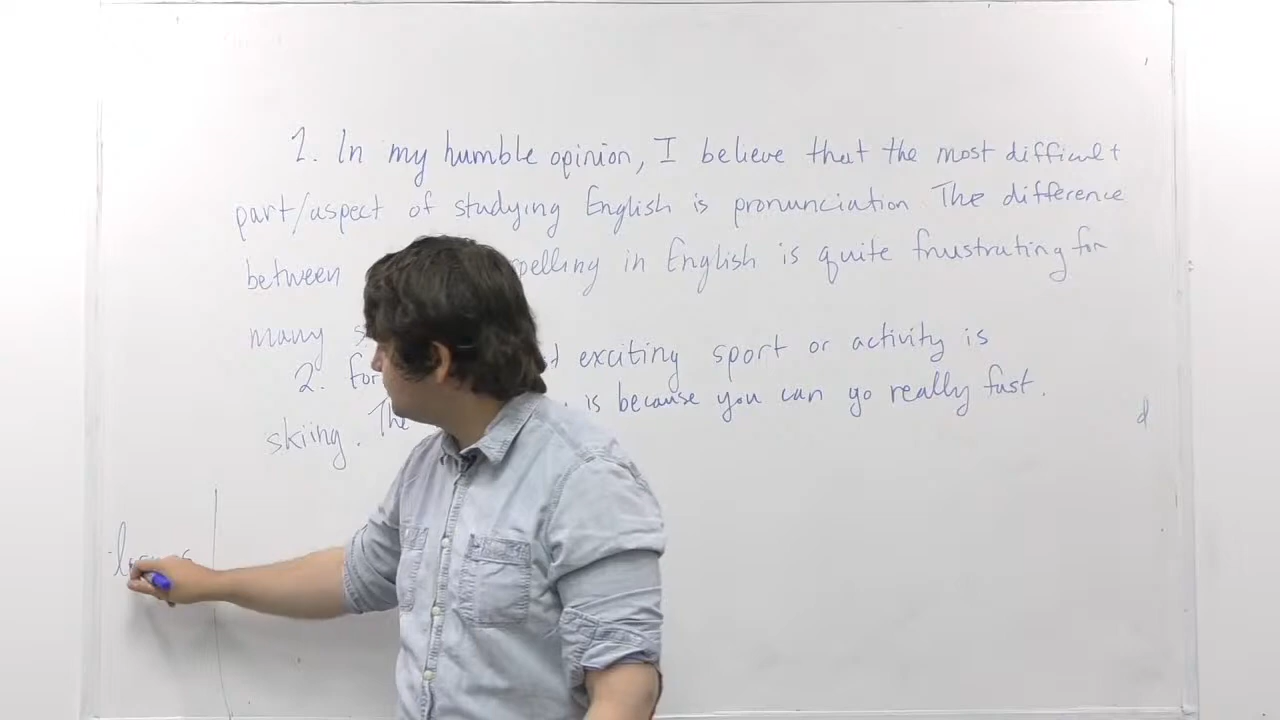 1. In my humble opinion, I believe that the most difficult
part/aspect of studying English is pronunciation The difference
between spelling in English is quite frustrating for
many
2. For exciting sport or activity is
skiing. The is because you can go really fast.
d